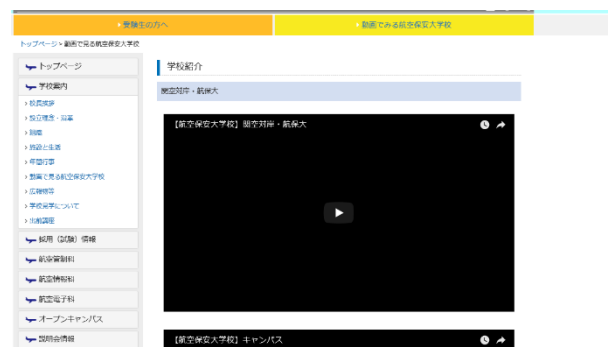 受験生の方へ
動画でみる航空保安大学校
トップページ > 動画で見る航空保安大学校
トップページ
学校案内
校長挨拶
設立理念・沿革
組織
施設と生活
年間行事
動画で見る航空保安大学校
広報物等
学校見学について
出前講座
採用（試験）情報
航空管制科
航空情報科
航空電子科
オープンキャンパス
説明会情報
学校紹介
関空対岸・航保大
【航空保安大学校】関空対岸・航保大
【航空保安大学校】キャンパス